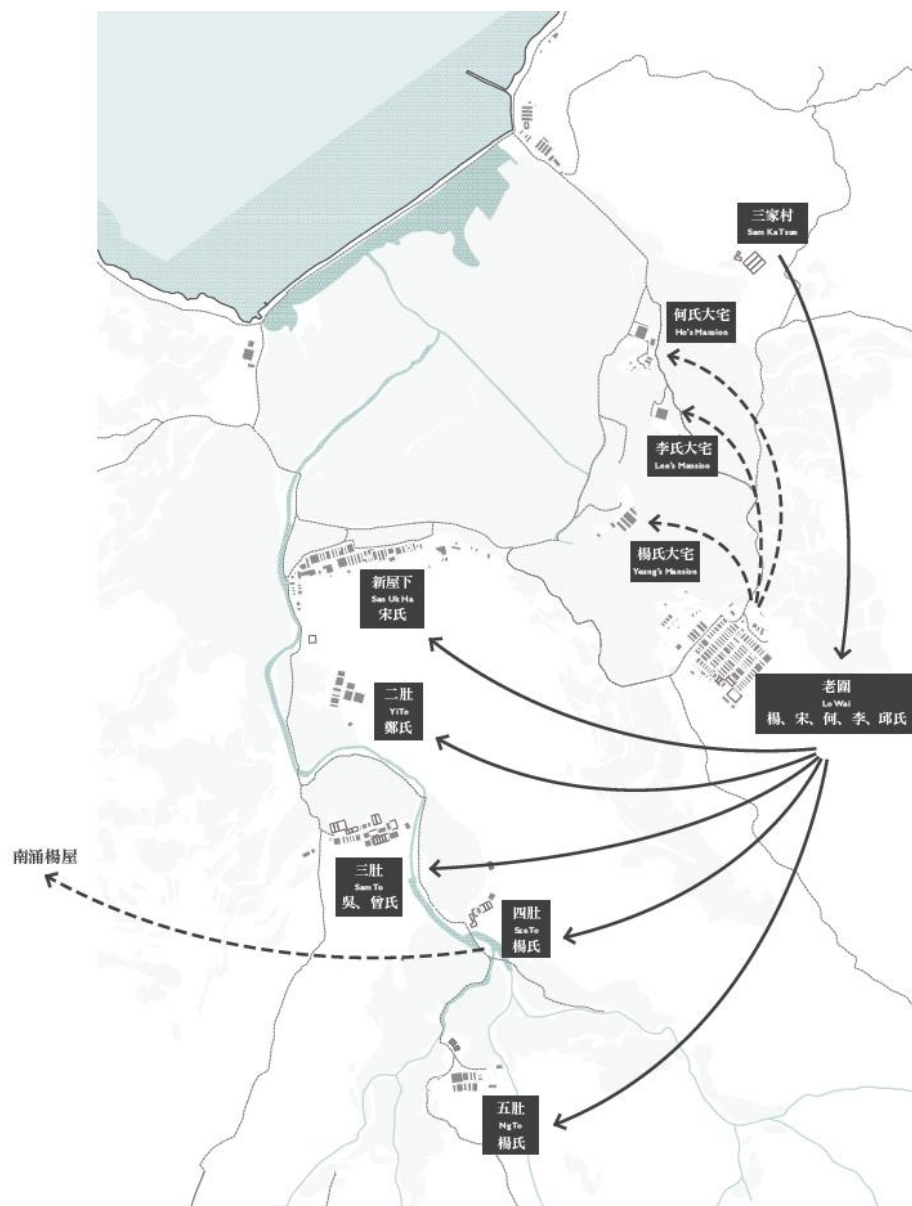 三家村
Sam Ka Tsun
何氏大宅
Ho's Mansion
李氏大宅
Lee's Mansion
楊氏大宅
Yeung's Mansion
新屋下
San Uk Ha
宋氏
老圍
Lo Wai
楊、宋、何、李、邱氏
二肚
Yi To
鄭氏
南涌楊屋
三肚
Sam To
吳、曾氏
四肚
Sze To
楊氏
五肚
Ng To
楊氏